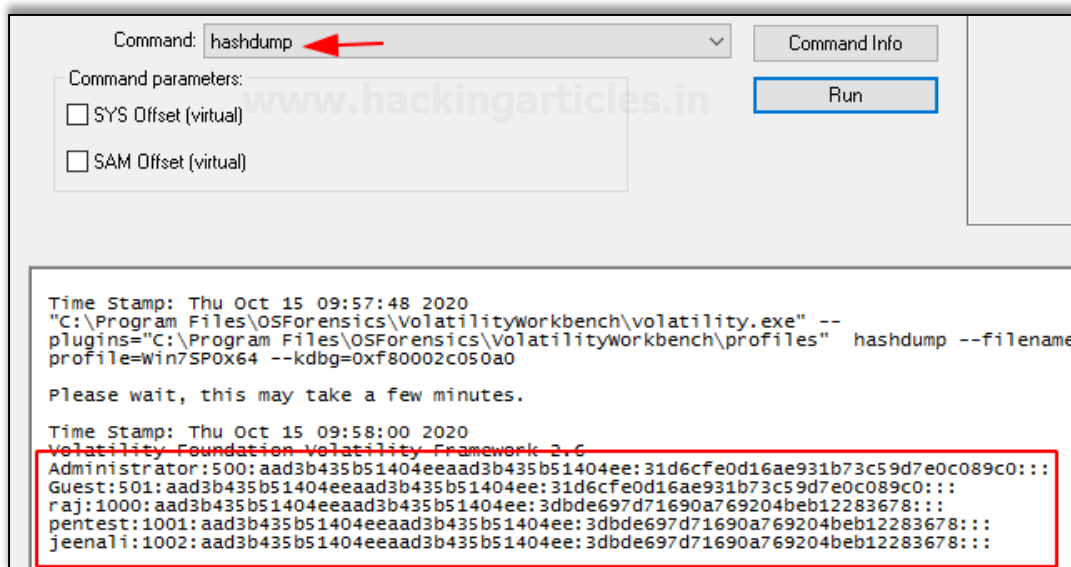 Command: hashdump Command Info
Command parameters:
www.hackingarticles.in
Run
SYS Offset (virtual)
SAM Offset (virtual)
Time Stamp: Thu Oct 15 09:57:48 2020
"C:\Program Files\OSForensics\VolatilityWorkbench\volatility.exe" --
plugins="C:\Program Files\OSForensics\VolatilityWorkbench\profiles" hashdump --filename
profile=Win7SP0x64 --kdbg=0xf80002c050a0
Please wait, this may take a few minutes.
Time Stamp: Thu Oct 15 09:58:00 2020
Volatility Foundation Volatility Framework 2.6
Administrator:500:aad3b435b51404eeaad3b435b51404ee:31d6cfe0d16ae931b73c59d7e0c089c0:::
Guest:501:aad3b435b51404eeaad3b435b51404ee:31d6cfe0d16ae931b73c59d7e0c089c0:::
raj:1000:aad3b435b51404eeaad3b435b51404ee:3dbde697d71690a769204beb12283678:::
pentest:1001:aad3b435b51404eeaad3b435b51404ee:3dbde697d71690a769204beb12283678:::
jeenali:1002:aad3b435b51404eeaad3b435b51404ee:3dbde697d71690a769204beb12283678:::